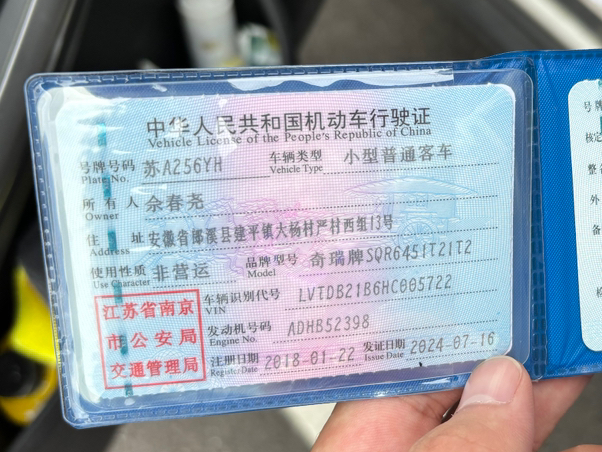 中华人民共和国机动车行驶证
Vehicle License of the People's Republic of China
号牌号码 苏A256YH 车辆类型 小型普通客车
Plate No. Vehicle Type
所有人 佘春尧
Owner
住址 安徽省郎溪县建平镇大杨村严村西组13号
Address
使用性质 非营运 品牌型号 奇瑞牌SQR6451T21T2
Use Character Model
江苏省南京
市公安局
交通管理局
车辆识别代号 LVTDB21B6HC005722
VIN
发动机号码 ADHB52398
Engine No.
注册日期 2018-01-22 发证日期 2024-07-16
Register Date Issue Date
号牌
核定